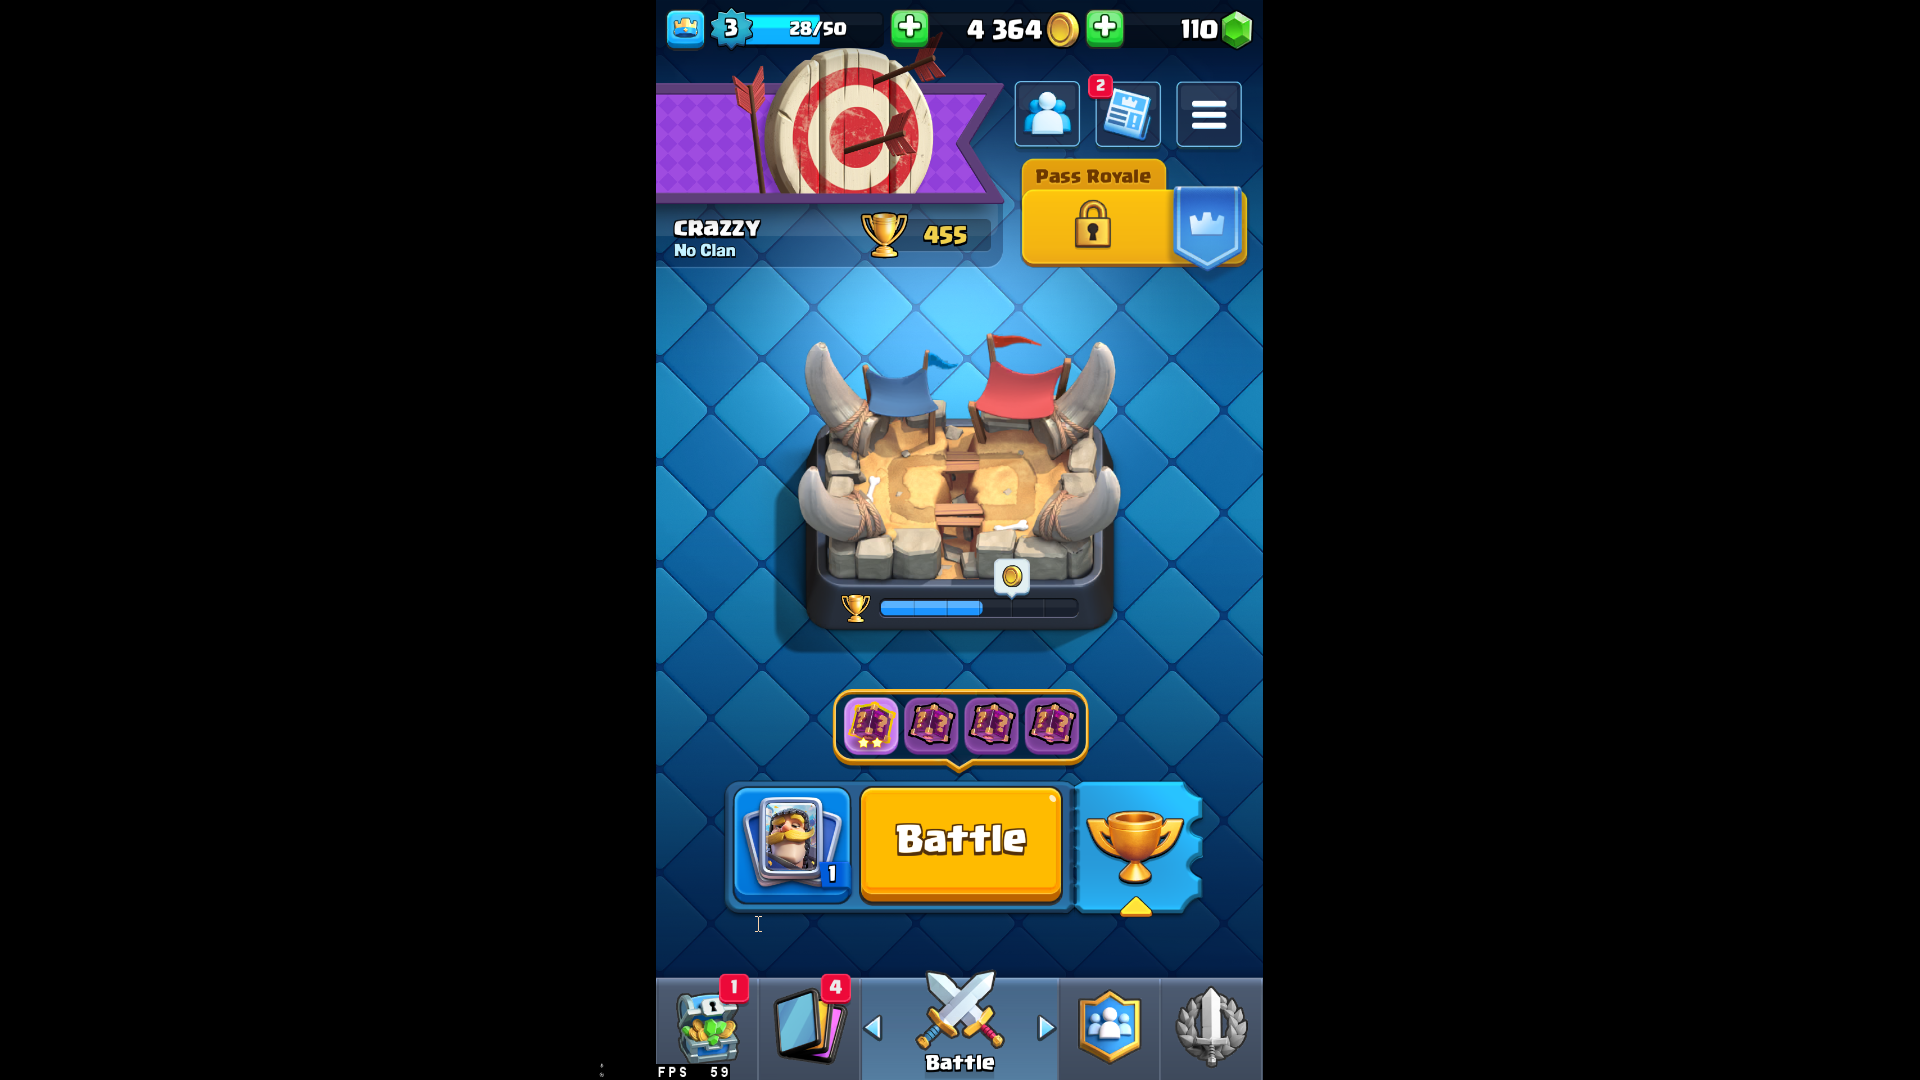 3
28/50
4 364
110
2
Pass Royale
CRAZZY
455
No Clan
? ?
? ?
? ?
? ?
Battle
1
1
4
Battle
FPS 59